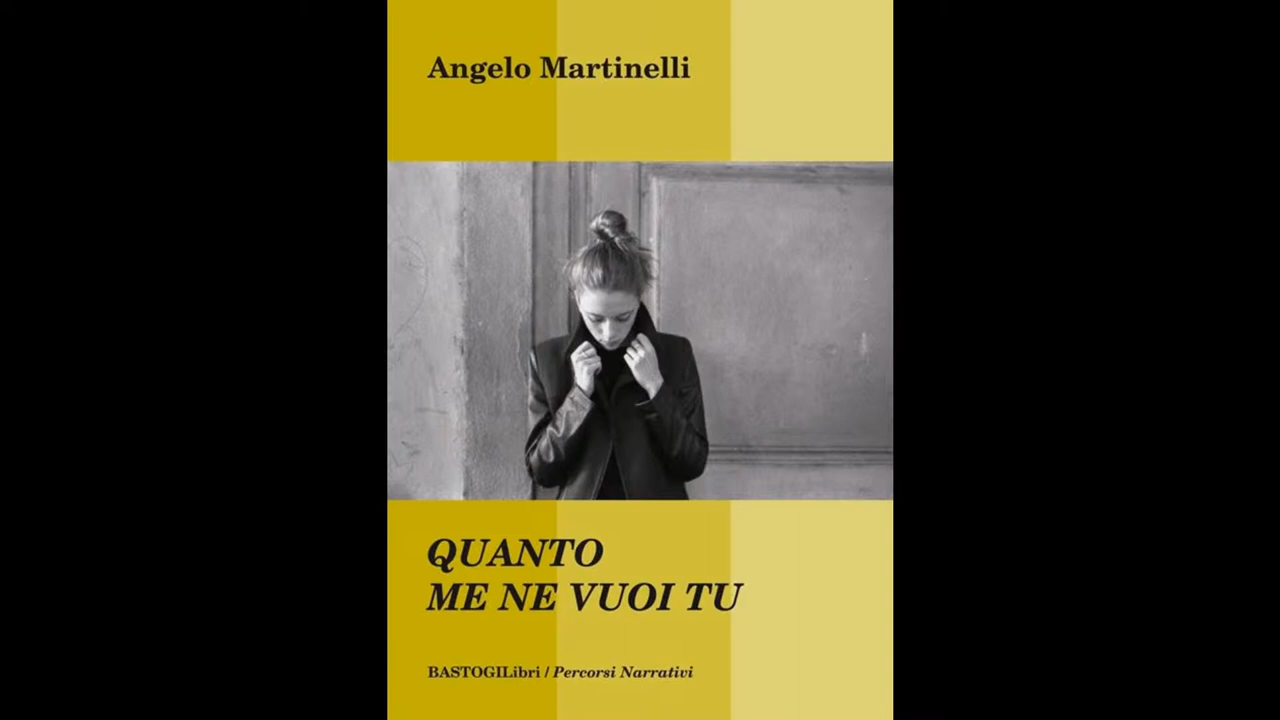 Angelo Martinelli
QUANTO
ME NE VUOI TU
BASTOGILibri / Percorsi Narrativi